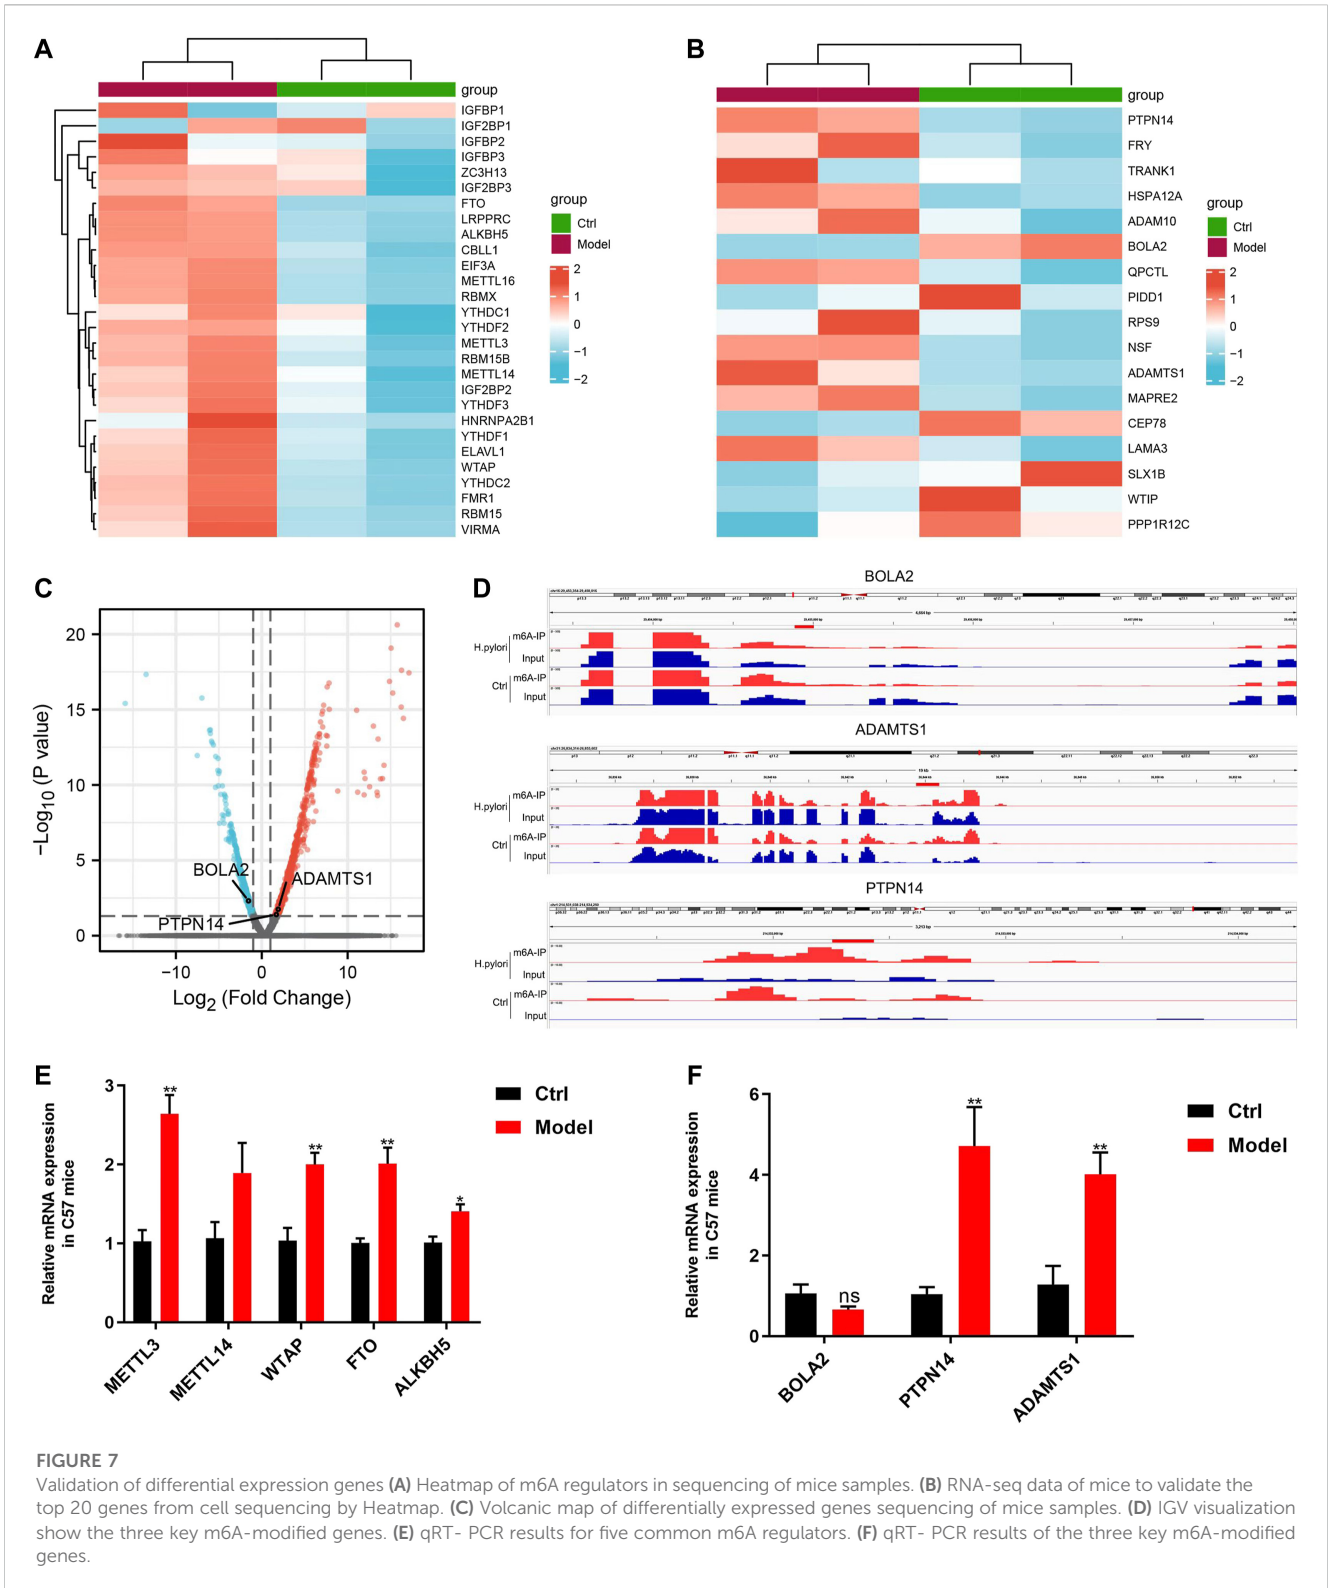 A
group
IGFBP1
IGF2BP1
IGFBP2
IGFBP3
ZC3H13
IGF2BP3
FTO
LRPPRC
ALKBH5
CBLL1
EIF3A
METTL16
RBMX
YTHDC1
YTHDF2
METTL3
RBM15B
METTL14
IGF2BP2
YTHDF3
HNRNPA2B1
YTHDF1
ELAVL1
WTAP
YTHDC2
FMR1
RBM15
VIRMA
group
Ctrl
Model
2
1
0
−1
−2
B
group
PTPN14
FRY
TRANK1
HSPA12A
ADAM10
BOLA2
QPCTL
PIDD1
RPS9
NSF
ADAMTS1
MAPRE2
CEP78
LAMA3
SLX1B
WTIP
PPP1R12C
group
Ctrl
Model
2
1
0
−1
−2
C
−Log10 (P value)
20
15
10
5
0
BOLA2
ADAMTS1
PTPN14
−10 0 10
Log2 (Fold Change)
D
BOLA2
H.pylori
m6A-IP
Input
Ctrl
m6A-IP
Input
ADAMTS1
H.pylori
m6A-IP
Input
Ctrl
m6A-IP
Input
PTPN14
H.pylori
m6A-IP
Input
Ctrl
m6A-IP
Input
E
Relative mRNA expression
in C57 mice
3
2
1
0
**
**
**
*
METTL3
METTL14
WTAP
FTO
ALKBH5
Ctrl
Model
F
Relative mRNA expression
in C57 mice
6
4
2
0
ns
**
**
BOLA2
PTPN14
ADAMTS1
Ctrl
Model
FIGURE 7
Validation of differential expression genes (A) Heatmap of m6A regulators in sequencing of mice samples. (B) RNA-seq data of mice to validate the
top 20 genes from cell sequencing by Heatmap. (C) Volcanic map of differentially expressed genes sequencing of mice samples. (D) IGV visualization
show the three key m6A-modified genes. (E) qRT- PCR results for five common m6A regulators. (F) qRT- PCR results of the three key m6A-modified
genes.